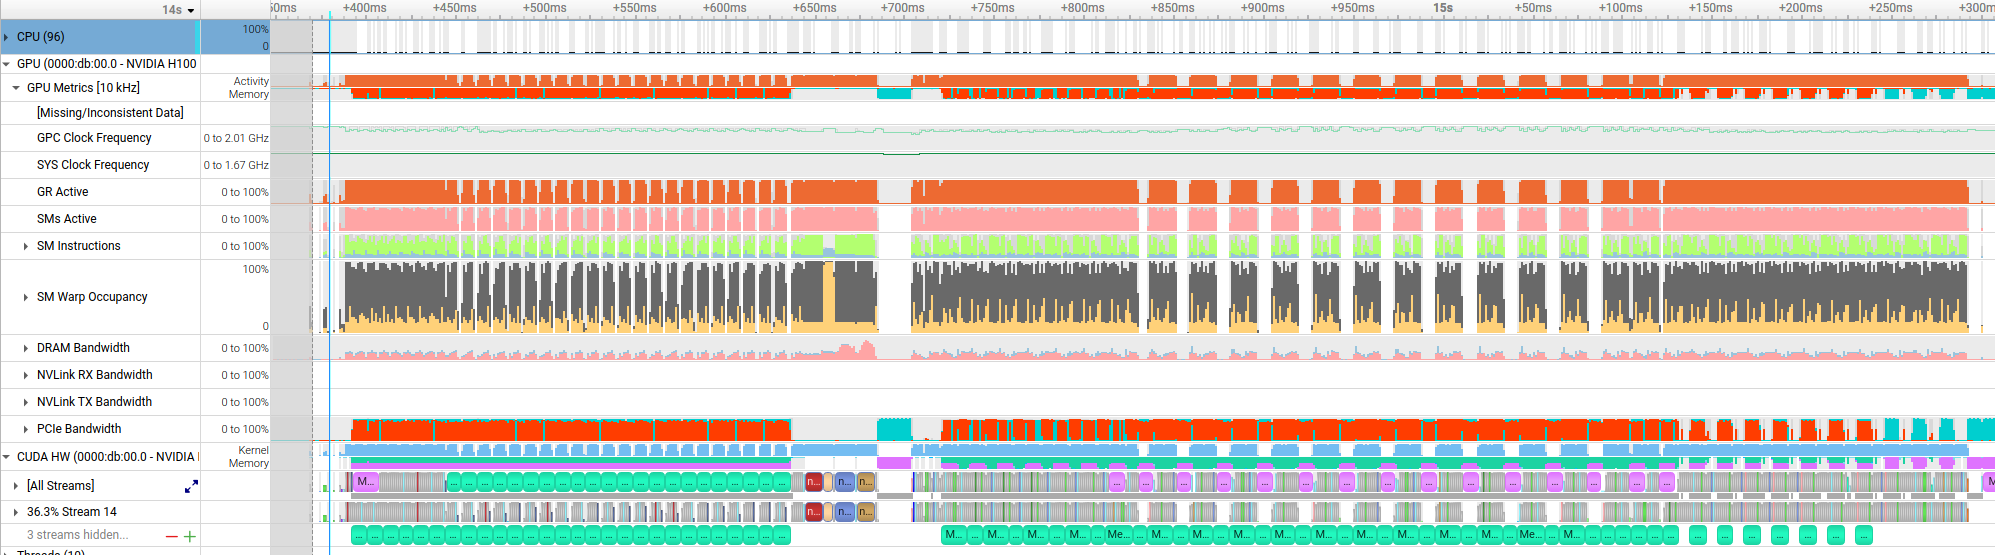 14s 50ms +400ms +450ms +500ms +550ms +600ms +650ms +700ms +750ms +800ms +850ms +900ms +950ms 15s +50ms +100ms +150ms +200ms +250ms +300m
CPU (96) 100% 0
GPU (0000:db:00.0 - NVIDIA H100
GPU Metrics [10 kHz] Activity Memory
[Missing/Inconsistent Data]
GPC Clock Frequency 0 to 2.01 GHz
SYS Clock Frequency 0 to 1.67 GHz
GR Active 0 to 100%
SMs Active 0 to 100%
SM Instructions 0 to 100%
SM Warp Occupancy 100% 0
DRAM Bandwidth 0 to 100%
NVLink RX Bandwidth 0 to 100%
NVLink TX Bandwidth 0 to 100%
PCIe Bandwidth 0 to 100%
CUDA HW (0000:db:00.0 - NVIDIA Kernel Memory
[All Streams] M... ... ... ... ... ... ... ... ... ... ... ... ... ... ... ... ... ... ... ... ... ... ... n... n... n... ... ... ... ... ... ... ... ... ... ... ... ... ... ... M
36.3% Stream 14 n... n... n...
3 streams hidden... ... ... ... ... ... ... ... ... ... ... ... ... ... ... ... ... ... ... ... ... ... ... ... ... ... ... ... ... M... ... M... ... M... ... M... ... Me... ... M... ... M... ... M... ... M... ... M... ... M... ... M... ... M... ... M... ... Me... ... M... ... ... ... ... ... ... ... ... ... ... ... ...
Threads (10)